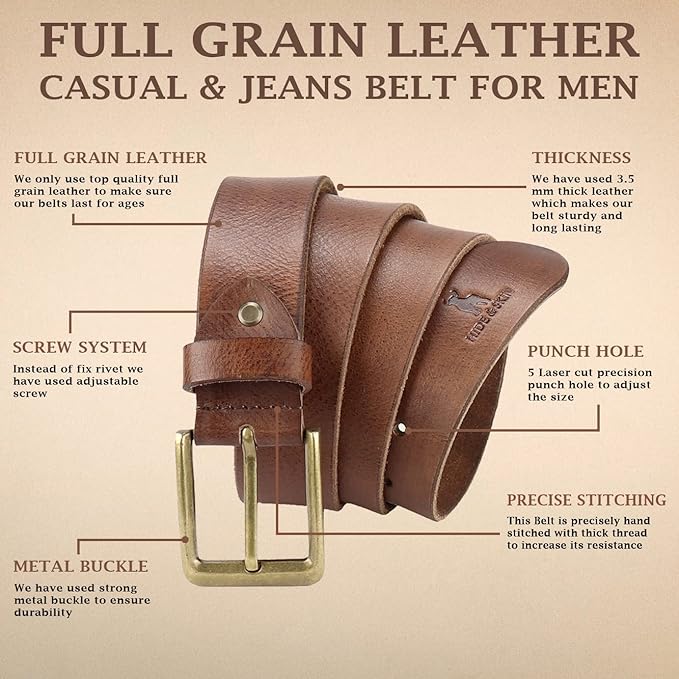 FULL GRAIN LEATHER
CASUAL & JEANS BELT FOR MEN
FULL GRAIN LEATHER
We only use top quality full
grain leather to make sure
our belts last for ages
THICKNESS
We have used 3.5
mm thick leather
which makes our
belt sturdy and
long lasting
HIDE & SKIN
SCREW SYSTEM
Instead of fix rivet we
have used adjustable
screw
PUNCH HOLE
5 Laser cut precision
punch hole to adjust
the size
PRECISE STITCHING
This Belt is precisely hand
stitched with thick thread
to increase its resistance
METAL BUCKLE
We have used strong
metal buckle to ensure
durability